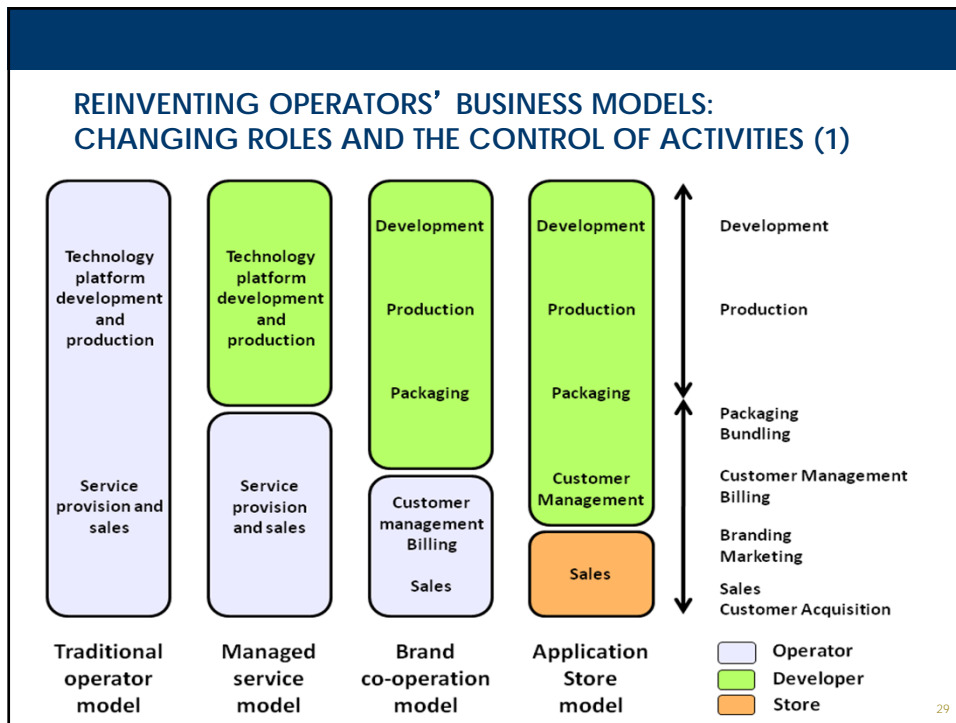 REINVENTING OPERATORS’ BUSINESS MODELS:
CHANGING ROLES AND THE CONTROL OF ACTIVITIES (1)
Technology
platform
development
and
production
Service
provision and
sales
Traditional
operator
model
Technology
platform
development
and
production
Service
provision
and sales
Managed
service
model
Development
Production
Packaging
Customer
management
Billing
Sales
Brand
co-operation
model
Development
Production
Packaging
Customer
Management
Sales
Application
Store
model
Development
Production
Packaging
Bundling
Customer Management
Billing
Branding
Marketing
Sales
Customer Acquisition
Operator
Developer
Store
29